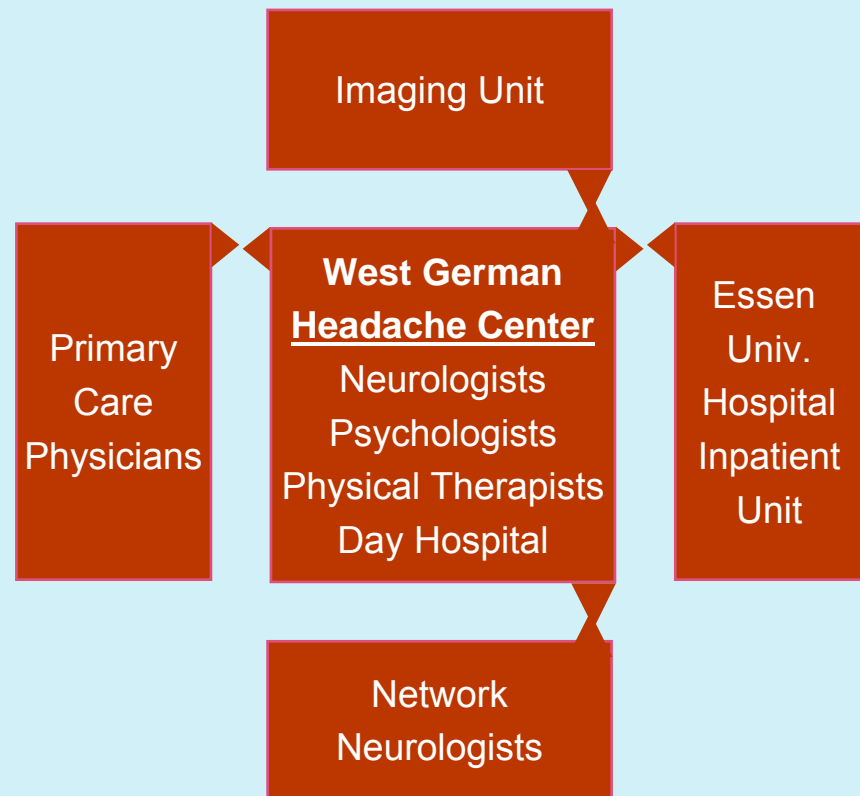 Imaging Unit
Primary
Care
Physicians
West German
Headache Center
Neurologists
Psychologists
Physical Therapists
Day Hospital
Essen
Univ.
Hospital
Inpatient
Unit
Network
Neurologists